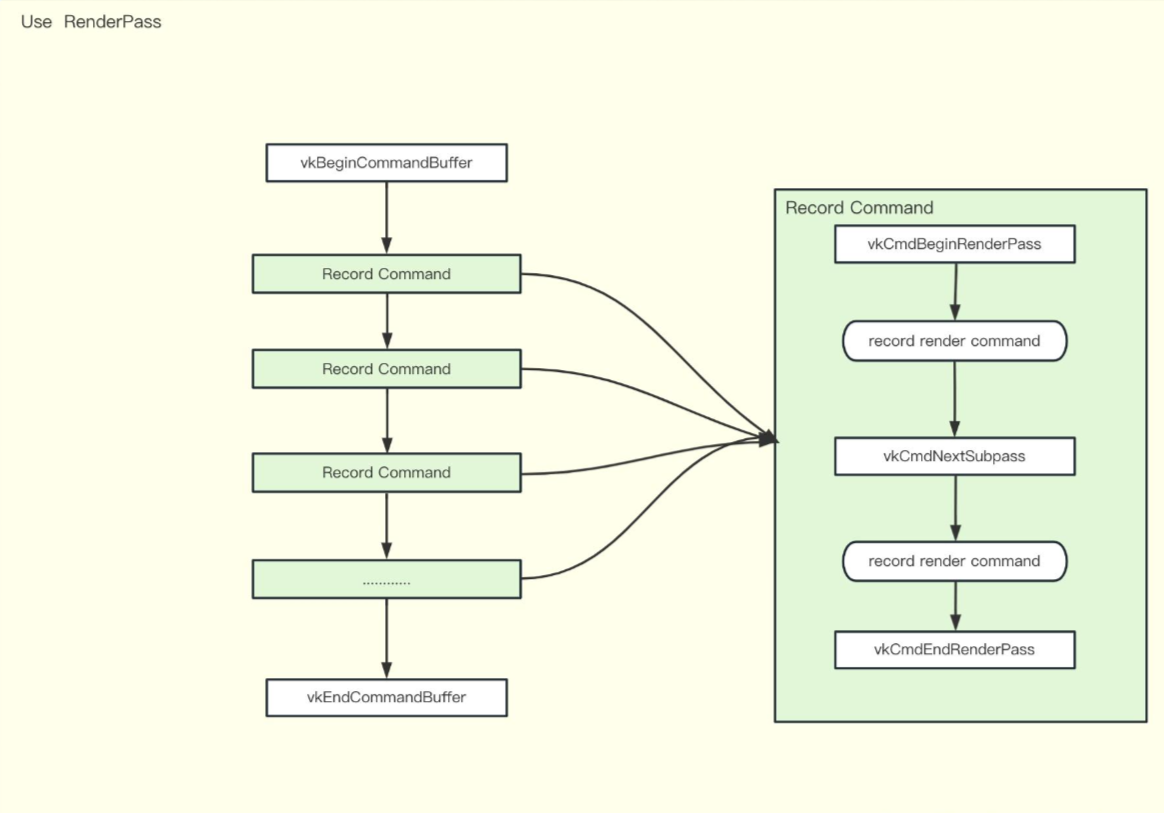 Use RenderPass
vkBeginCommandBuffer
Record Command
Record Command
Record Command
............
vkEndCommandBuffer
Record Command
vkCmdBeginRenderPass
record render command
vkCmdNextSubpass
record render command
vkCmdEndRenderPass